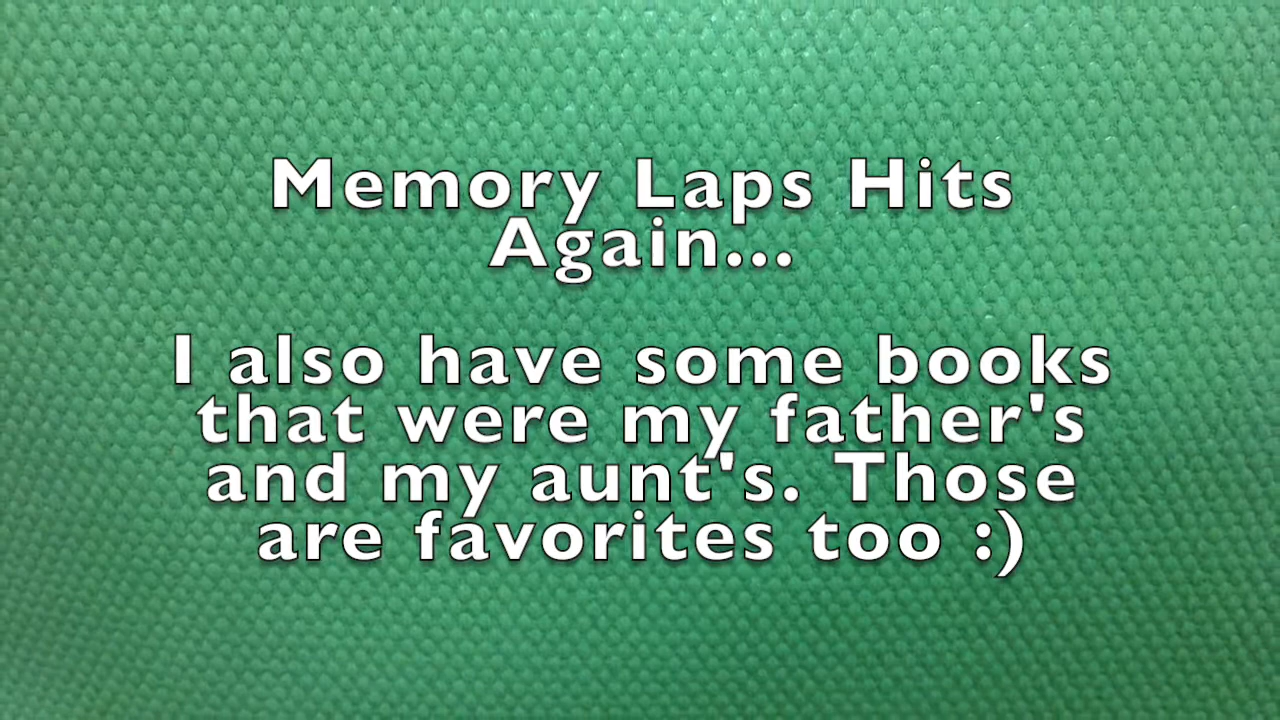 Memory Laps Hits
Again...
I also have some books
that were my father's
and my aunt's. Those
are favorites too :)